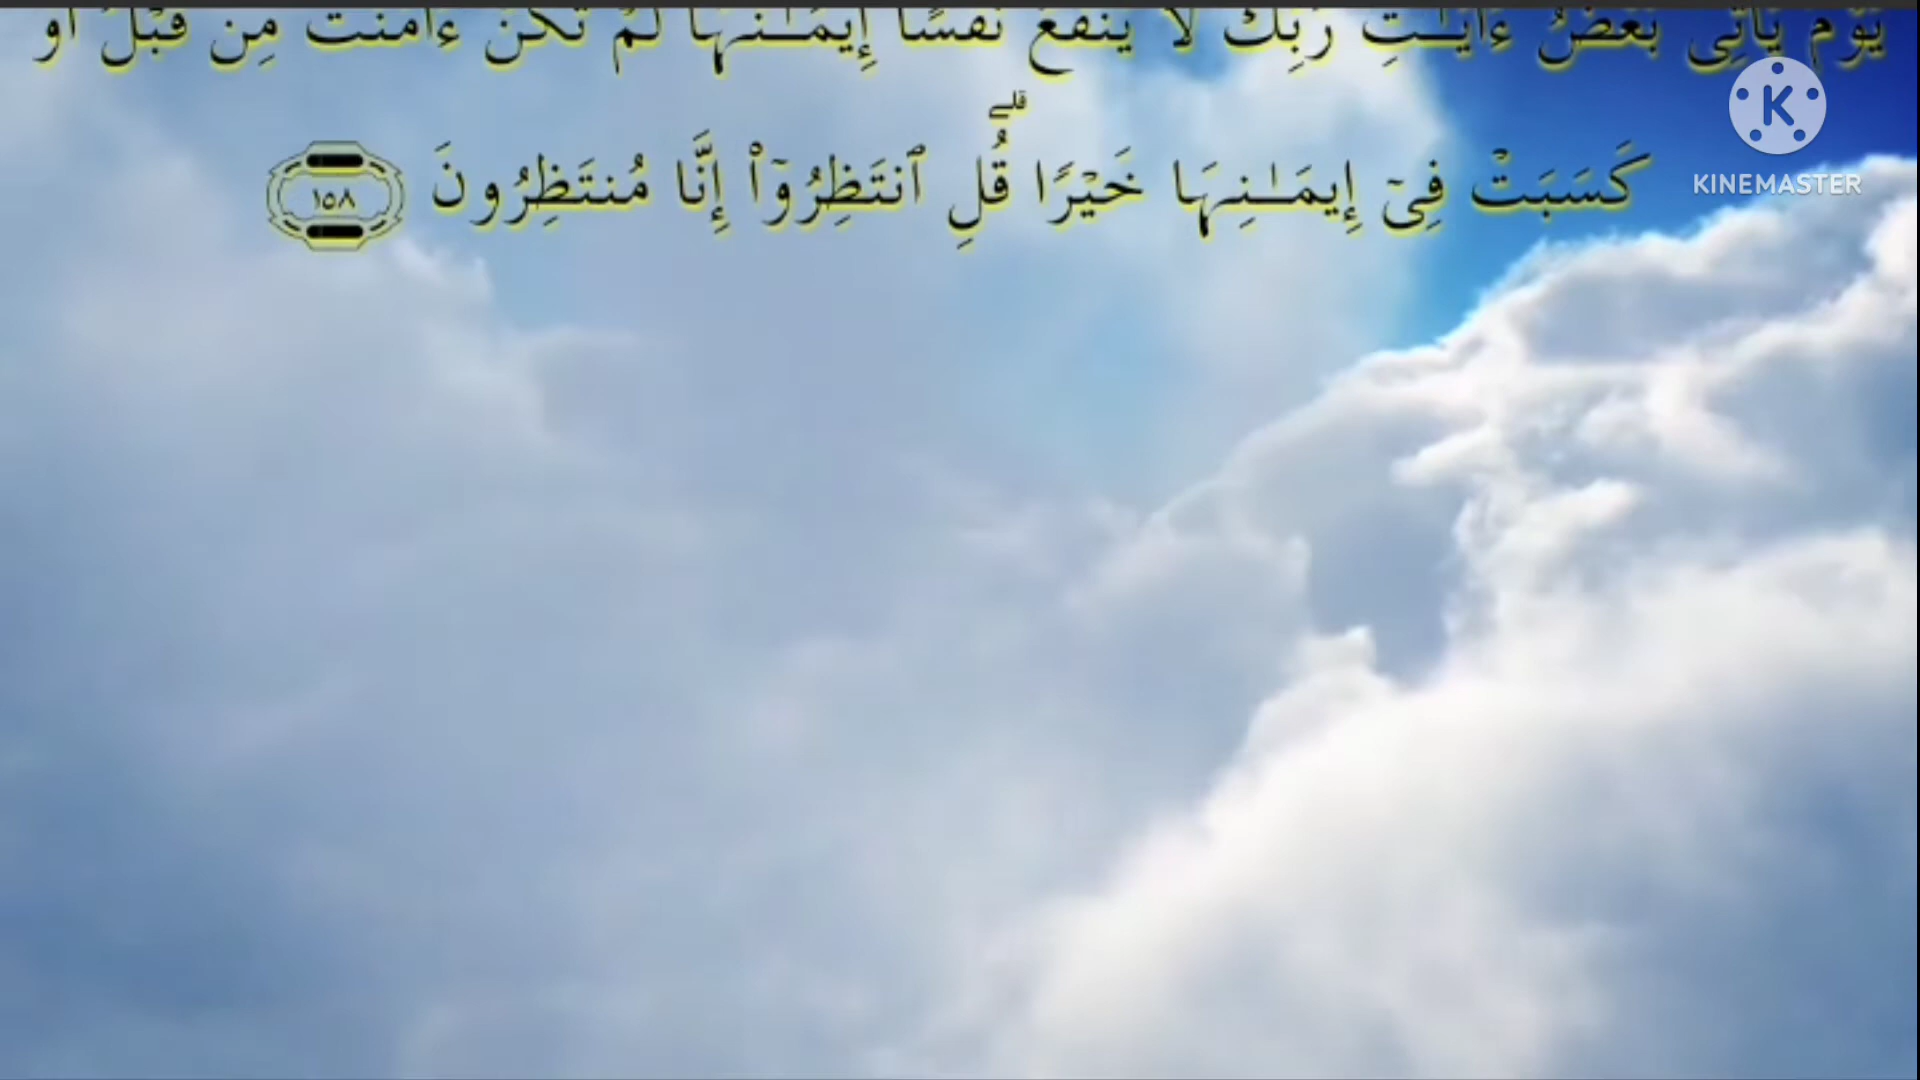 يَوْمَ يَأْتِى بَعْضُ ءَايَـٰتِ رَبِّكَ لَا يَنفَعُ نَفْسًا إِيمَـٰنُهَا لَمْ تَكُنْ ءَامَنَتْ مِن قَبْلُ أَوْ
كَسَبَتْ فِىٓ إِيمَـٰنِهَا خَيْرًا ۗ قُلِ ٱنتَظِرُوٓا۟ إِنَّا مُنتَظِرُونَ ١٥٨
K
KINEMASTER